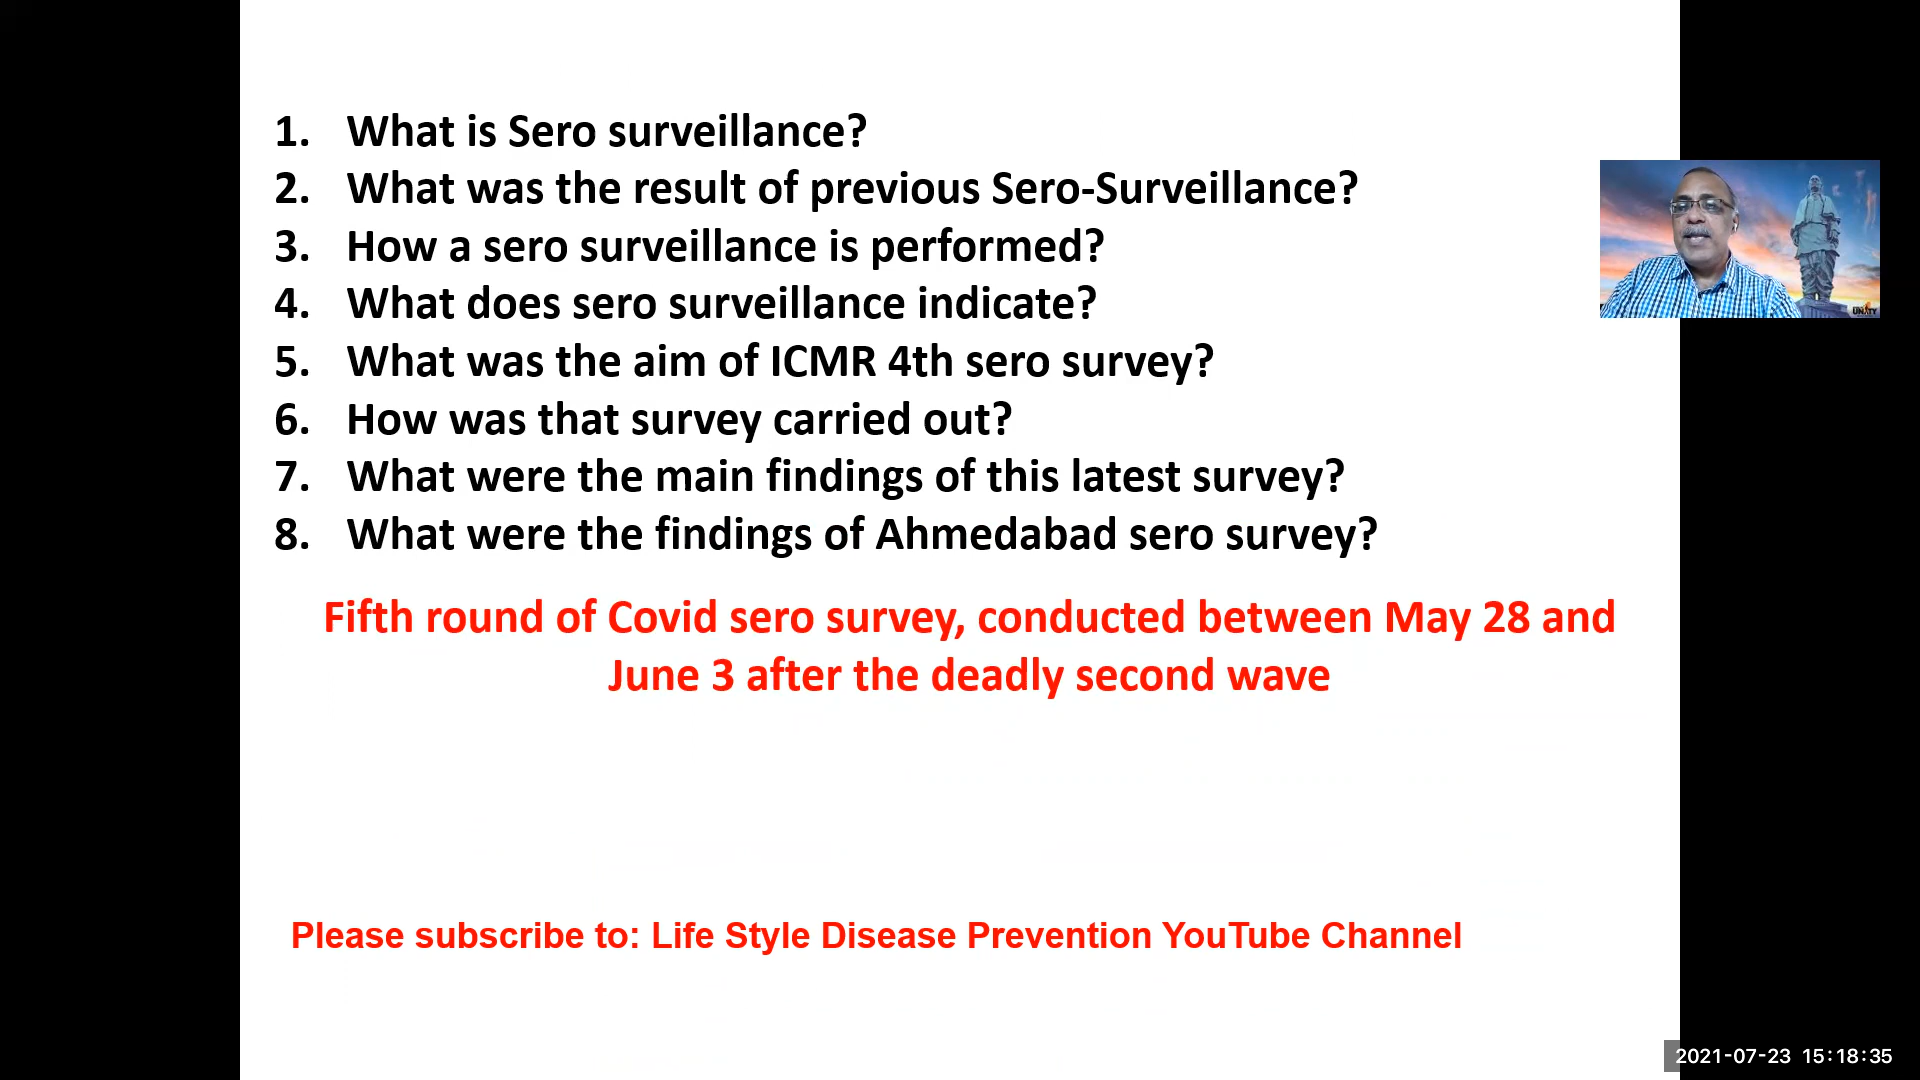 1. What is Sero surveillance?
2. What was the result of previous Sero-Surveillance?
3. How a sero surveillance is performed?
4. What does sero surveillance indicate?
5. What was the aim of ICMR 4th sero survey?
6. How was that survey carried out?
7. What were the main findings of this latest survey?
8. What were the findings of Ahmedabad sero survey?
Fifth round of Covid sero survey, conducted between May 28 and
June 3 after the deadly second wave
Please subscribe to: Life Style Disease Prevention YouTube Channel
2021-07-23 15:18:35